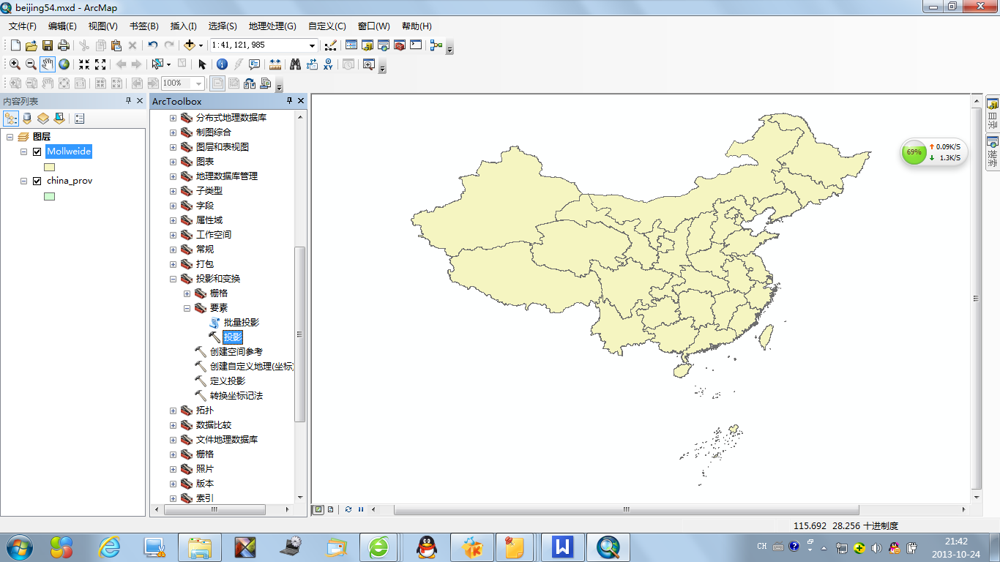 beijing54.mxd - ArcMap
文件(F) 编辑(E) 视图(V) 书签(B) 插入(I) 选择(S) 地理处理(G) 自定义(C) 窗口(W) 帮助(H)
1:41,121,985
XY
1:1
100%
内容列表
图层
Mollweide
china_prov
ArcToolbox
分布式地理数据库
制图综合
图层和表视图
图表
地理数据库管理
子类型
字段
属性域
工作空间
常规
打包
投影和变换
栅格
要素
批量投影
投影
创建空间参考
创建自定义地理(坐标)
定义投影
转换坐标记法
拓扑
数据比较
文件地理数据库
栅格
照片
版本
索引
69%
0.09K/S
1.3K/S
目录
搜索
115.692 28.256 十进制度
CH
21:42
2013-10-24